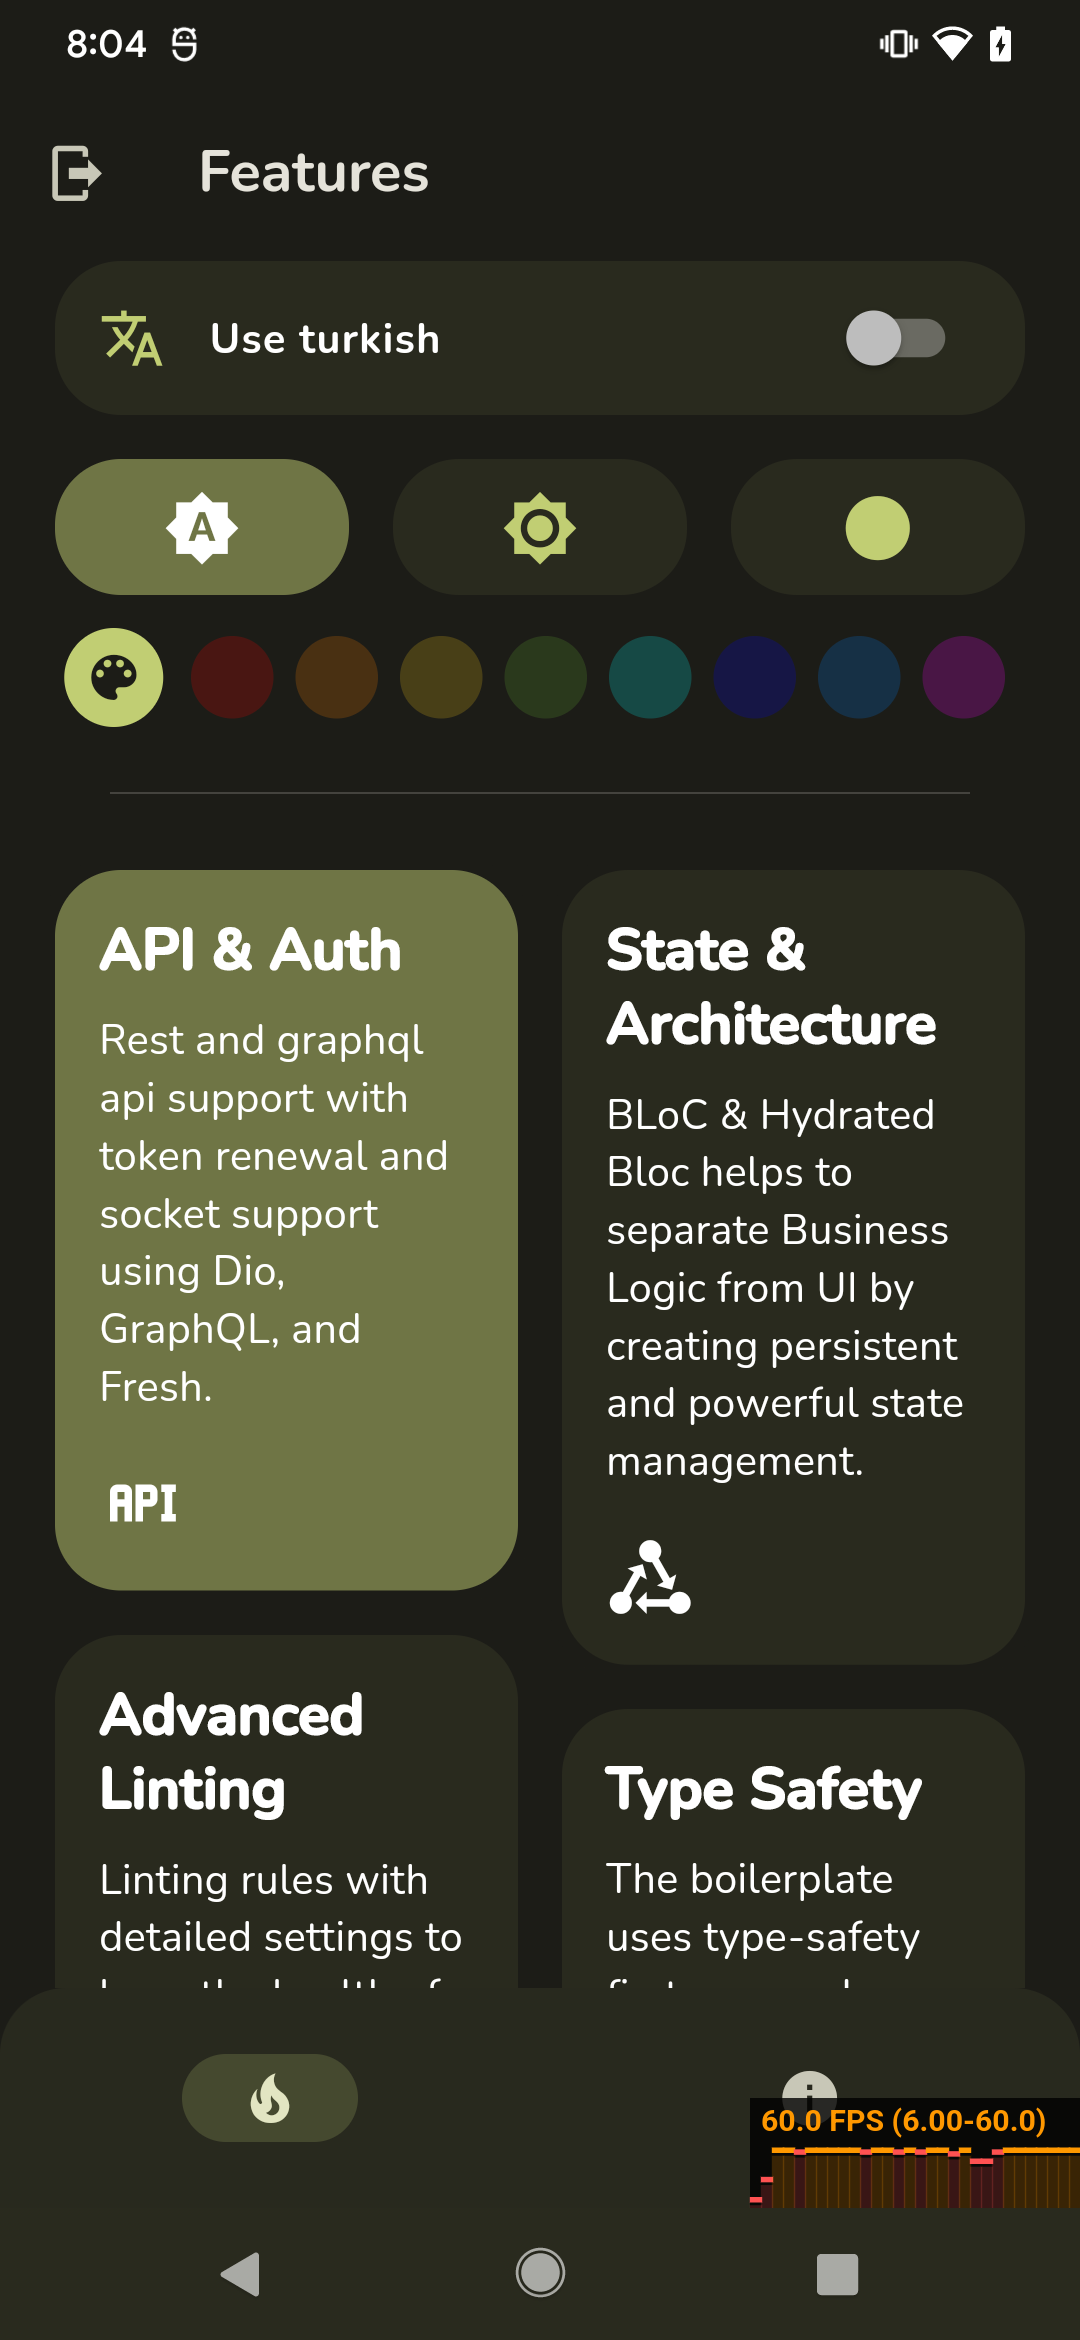 8:04
Features
Use turkish
A
API & Auth
Rest and graphql
api support with
token renewal and
socket support
using Dio,
GraphQL, and
Fresh.
API
State &
Architecture
BLoC & Hydrated
Bloc helps to
separate Business
Logic from UI by
creating persistent
and powerful state
management.
Advanced
Linting
Linting rules with
detailed settings to
Type Safety
The boilerplate
uses type-safety
60.0 FPS (6.00-60.0)